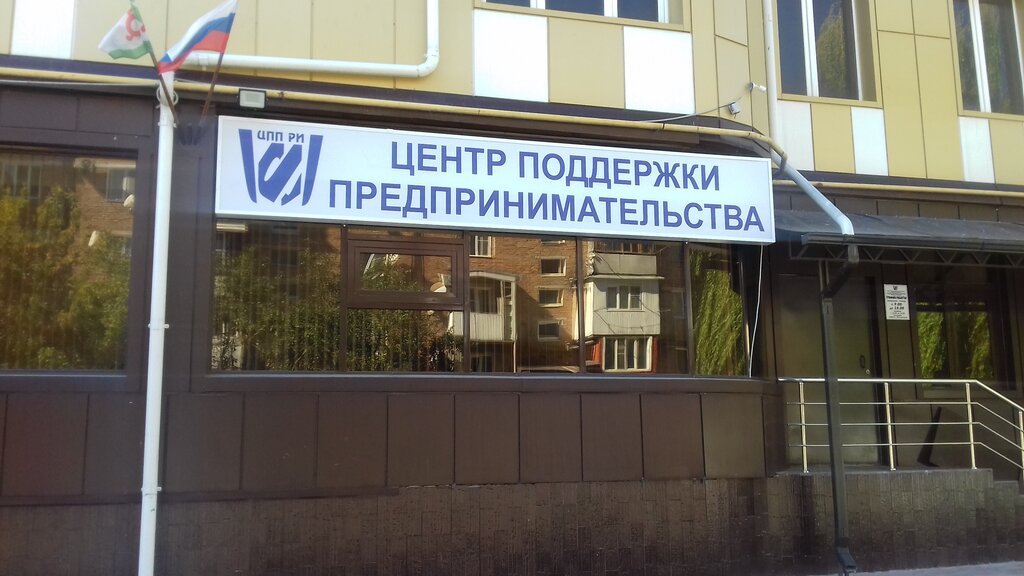 ЦПП РИ
ЦЕНТР ПОДДЕРЖКИ
ПРЕДПРИНИМАТЕЛЬСТВА